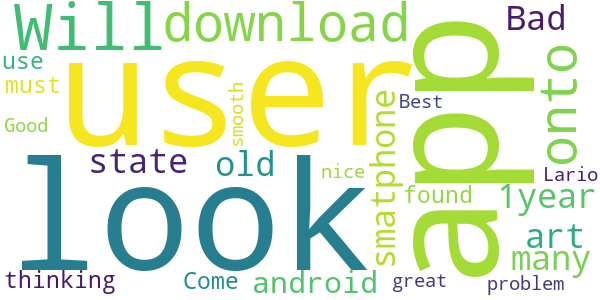 Will download Bad
user app onto
use
must
Good smooth Best
state old smatphone
look nice Lario
found 1year
art
many
thinking Come android great problem